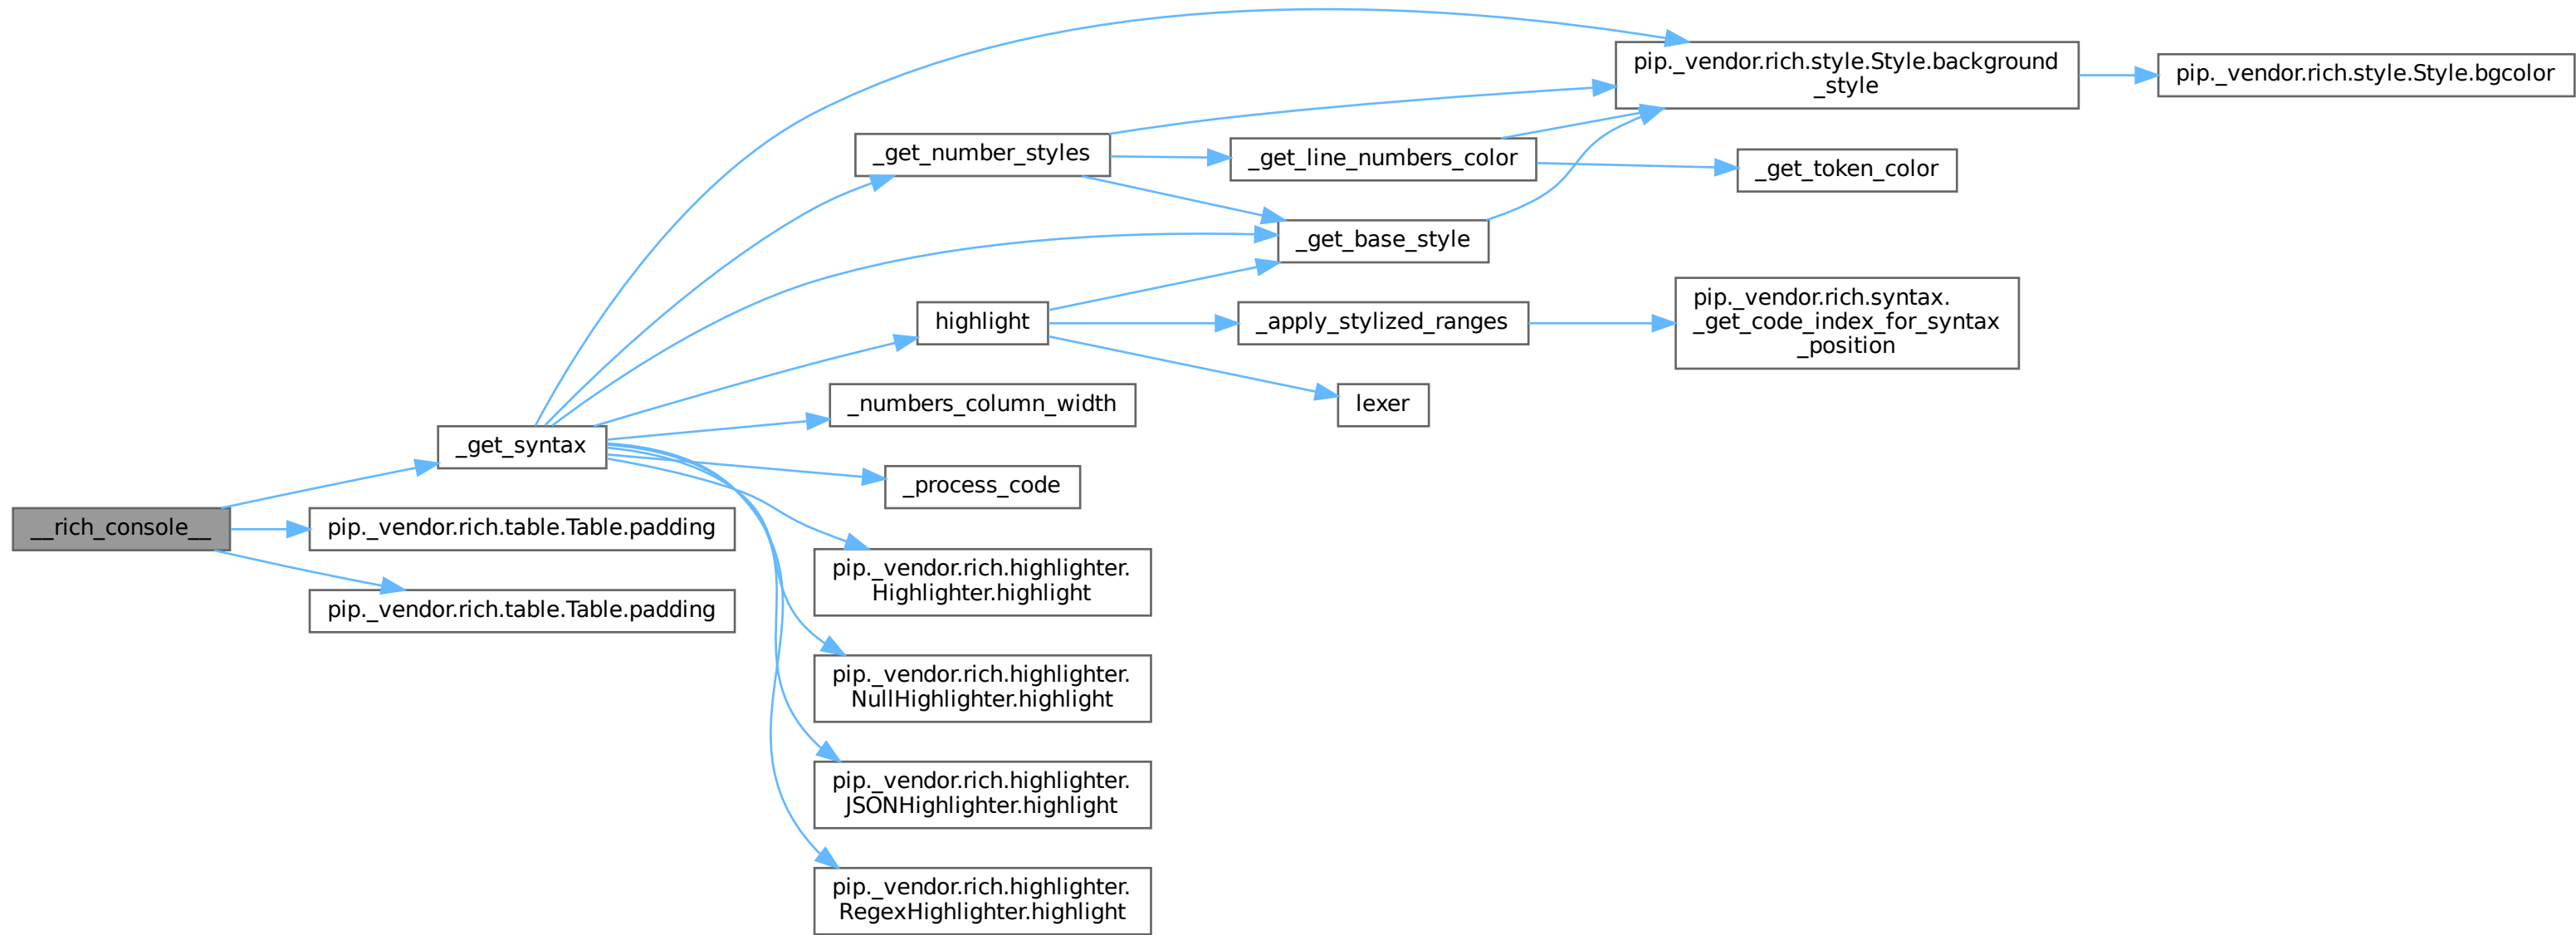 pip._vendor.rich.style.Style.background
_style
pip._vendor.rich.style.Style.bgcolor
_get_number_styles
_get_line_numbers_color
_get_token_color
_get_base_style
highlight
_apply_stylized_ranges
pip._vendor.rich.syntax.
_get_code_index_for_syntax
_position
lexer
_numbers_column_width
_get_syntax
_process_code
__rich_console__
pip._vendor.rich.table.Table.padding
pip._vendor.rich.table.Table.padding
pip._vendor.rich.highlighter.
Highlighter.highlight
pip._vendor.rich.highlighter.
NullHighlighter.highlight
pip._vendor.rich.highlighter.
JSONHighlighter.highlight
pip._vendor.rich.highlighter.
RegexHighlighter.highlight